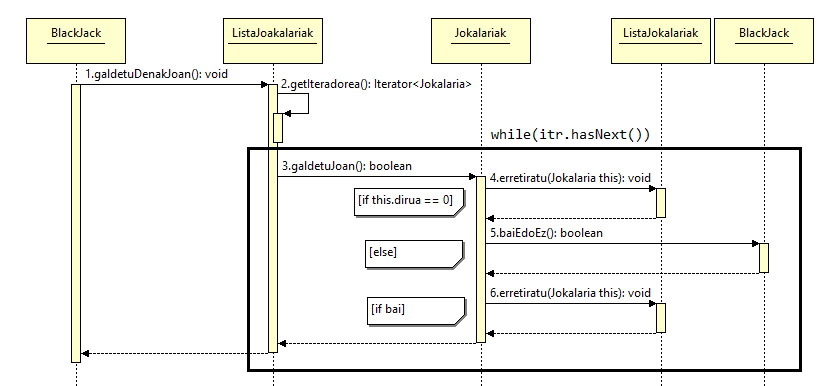 BlackJack
ListaJoakalariak
Jokalariak
ListaJokalariak
BlackJack
1.galdetuDenakJoan(): void
2.getIteradorea(): Iterator<Jokalaria>
while(itr.hasNext())
3.galdetuJoan(): boolean
4.erretiratu(Jokalaria this): void
[if this.dirua == 0]
5.baiEdoEz(): boolean
[else]
6.erretiratu(Jokalaria this): void
[if bai]